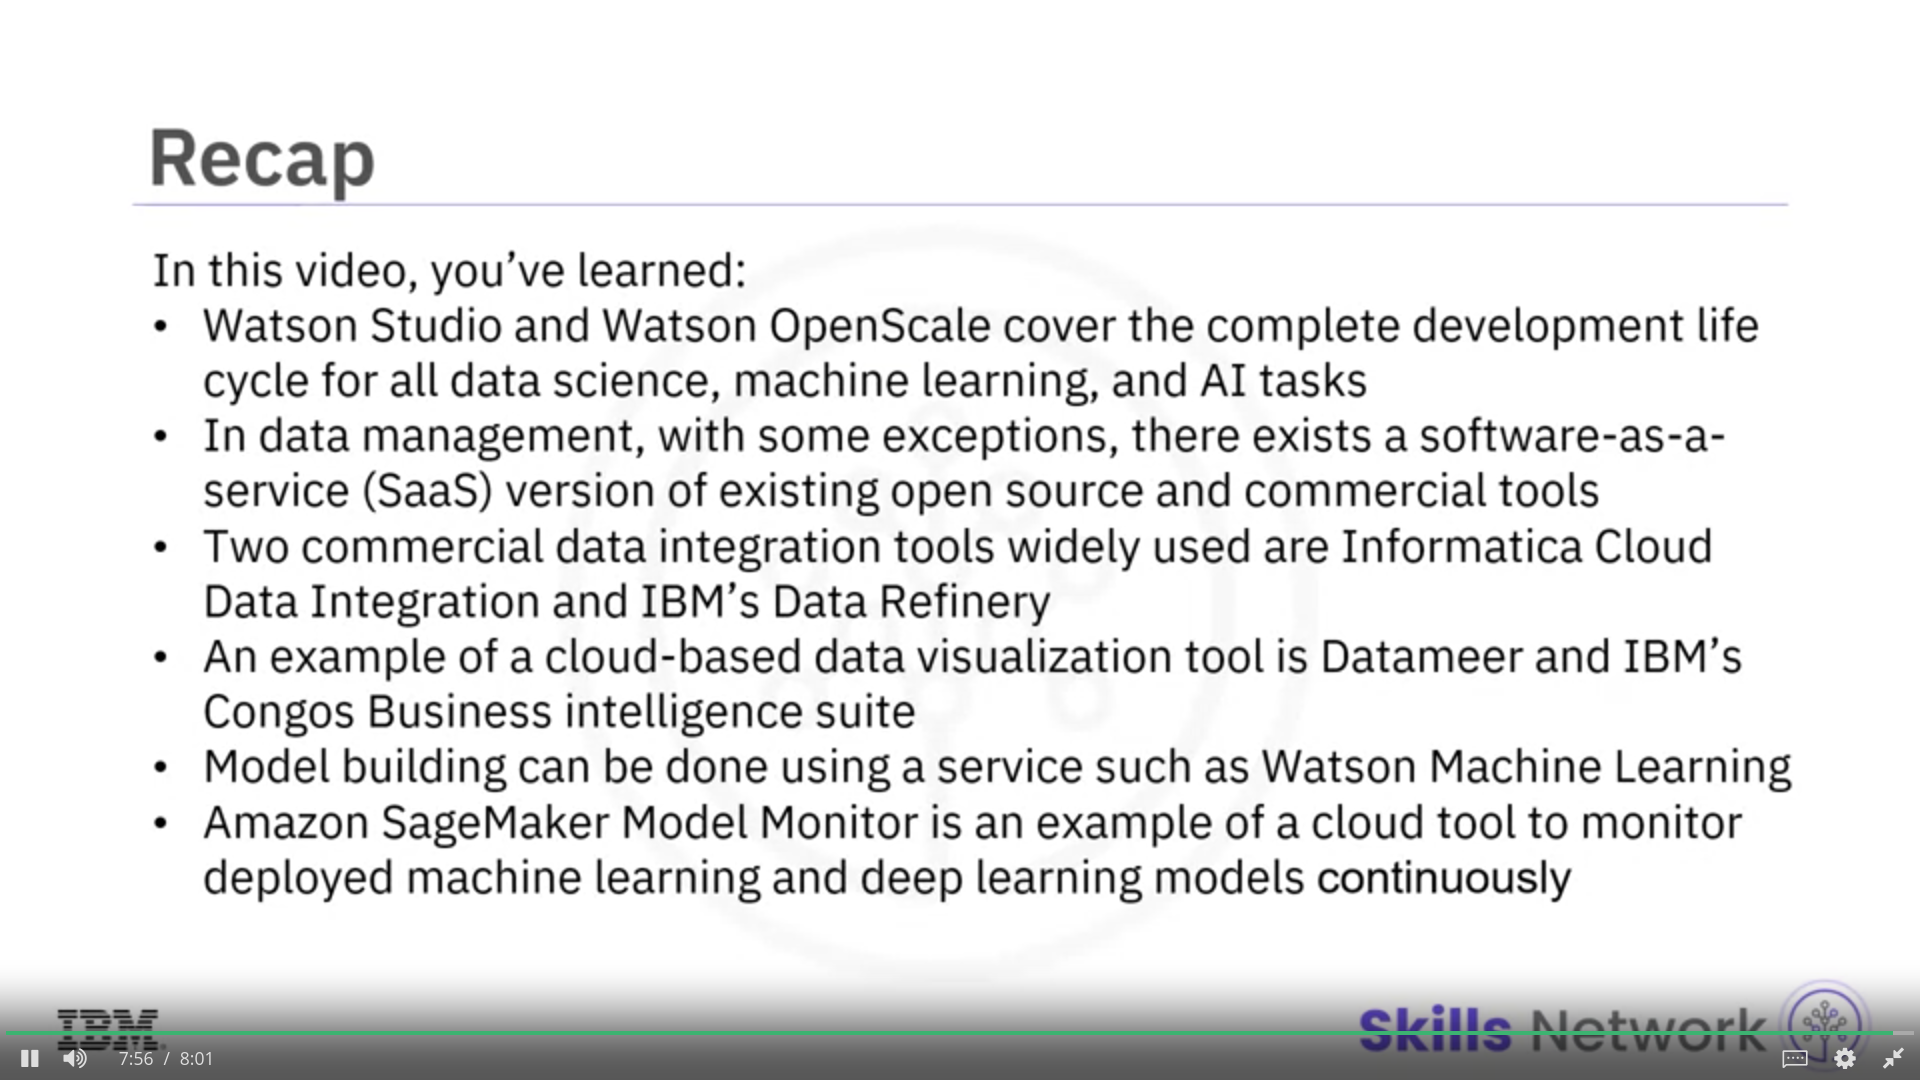 Recap
In this video, you’ve learned:
• Watson Studio and Watson OpenScale cover the complete development life
cycle for all data science, machine learning, and AI tasks
• In data management, with some exceptions, there exists a software-as-a-
service (SaaS) version of existing open source and commercial tools
• Two commercial data integration tools widely used are Informatica Cloud
Data Integration and IBM’s Data Refinery
• An example of a cloud-based data visualization tool is Datameer and IBM’s
Congos Business intelligence suite
• Model building can be done using a service such as Watson Machine Learning
• Amazon SageMaker Model Monitor is an example of a cloud tool to monitor
deployed machine learning and deep learning models continuously
IBM
Skills Network
7:56 / 8:01